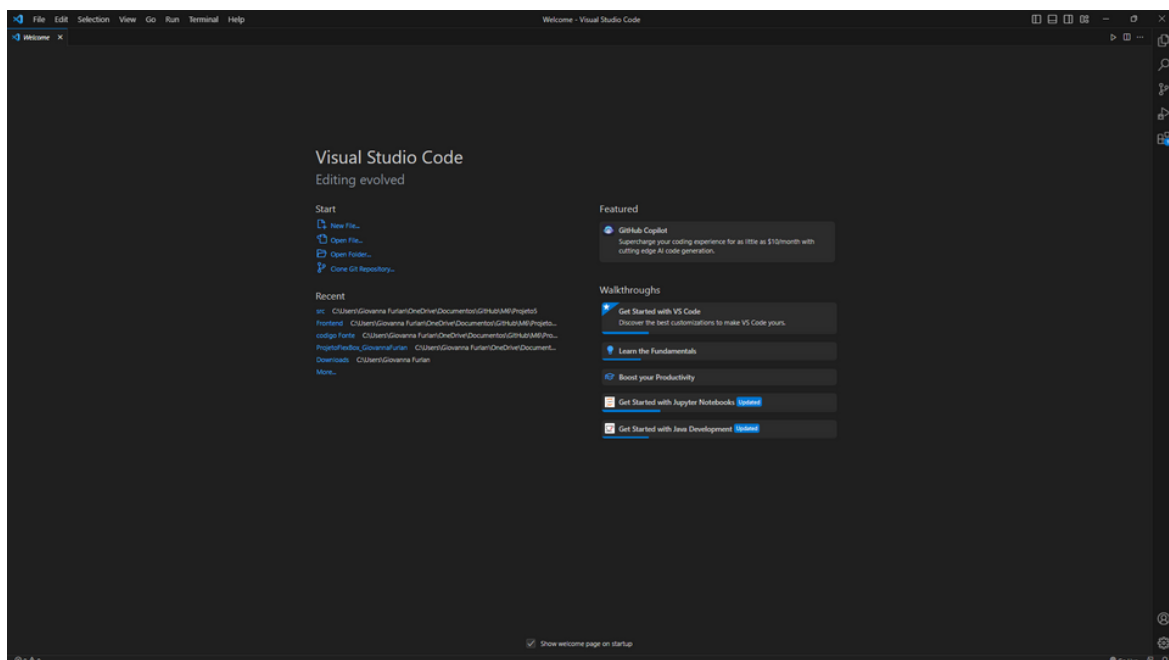 File Edit Selection View Go Run Terminal Help
Welcome - Visual Studio Code
Welcome
Visual Studio Code
Editing evolved
Start
New File...
Open File...
Open Folder...
Clone Git Repository...
Recent
src C:\Users\Giovanna Furlan\OneDrive\Documentos\GitHub\M6\Projeto5
Frontend C:\Users\Giovanna Furlan\OneDrive\Documentos\GitHub\M6\Projeto...
codigo Fonte C:\Users\Giovanna Furlan\OneDrive\Documentos\GitHub\M6\Pro...
ProjetoFlexBox_GiovannaFurlan C:\Users\Giovanna Furlan\OneDrive\Document...
Downloads C:\Users\Giovanna Furlan
More...
Featured
GitHub Copilot
Supercharge your coding experience for as little as $10/month with
cutting edge AI code generation.
Walkthroughs
Get Started with VS Code
Discover the best customizations to make VS Code yours.
Learn the Fundamentals
Boost your Productivity
Get Started with Jupyter Notebooks Updated
Get Started with Java Development Updated
Show welcome page on startup